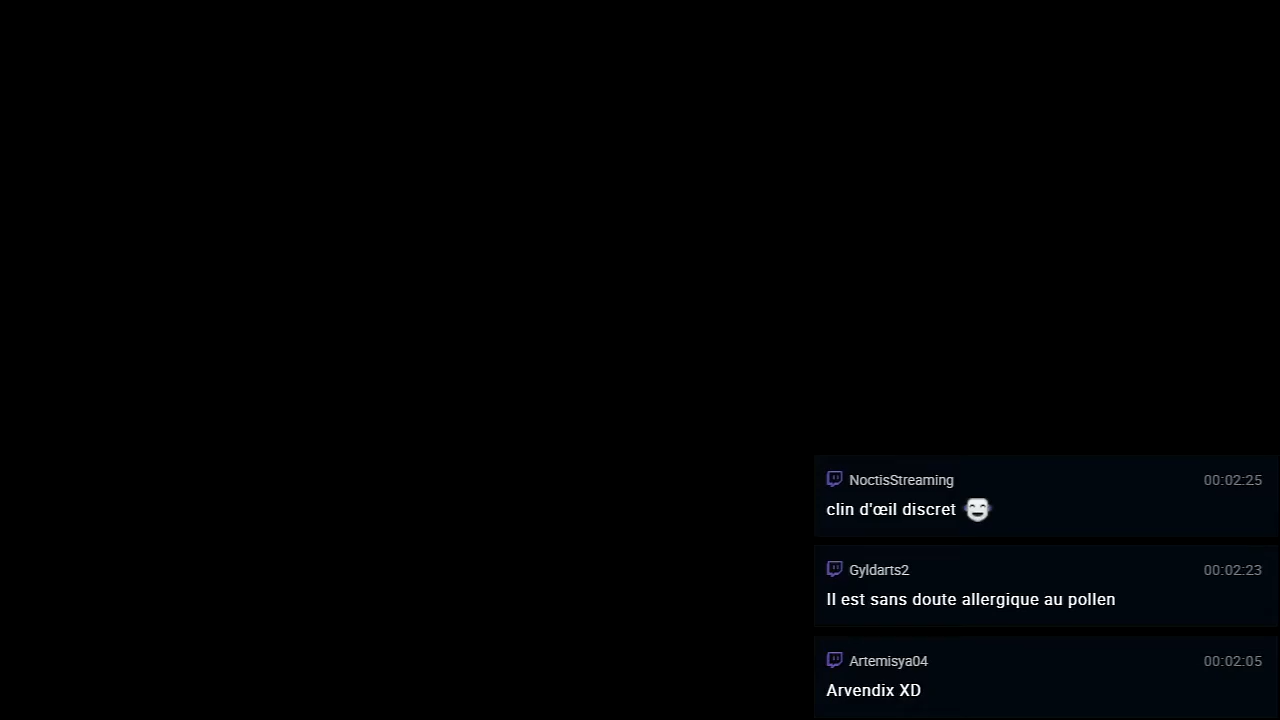 NoctisStreaming 00:02:25
clin d'œil discret
Gyldarts2 00:02:23
Il est sans doute allergique au pollen
Artemisya04 00:02:05
Arvendix XD